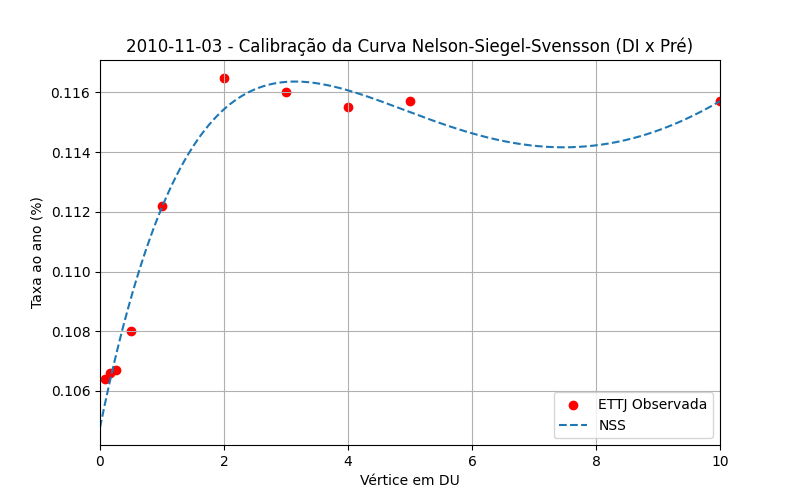 2010-11-03 - Calibração da Curva Nelson-Siegel-Svensson (DI x Pré)
Taxa ao ano (%)
0.116
0.114
0.112
0.110
0.108
0.106
0 2 4 6 8 10
Vértice em DU
ETTJ Observada
NSS